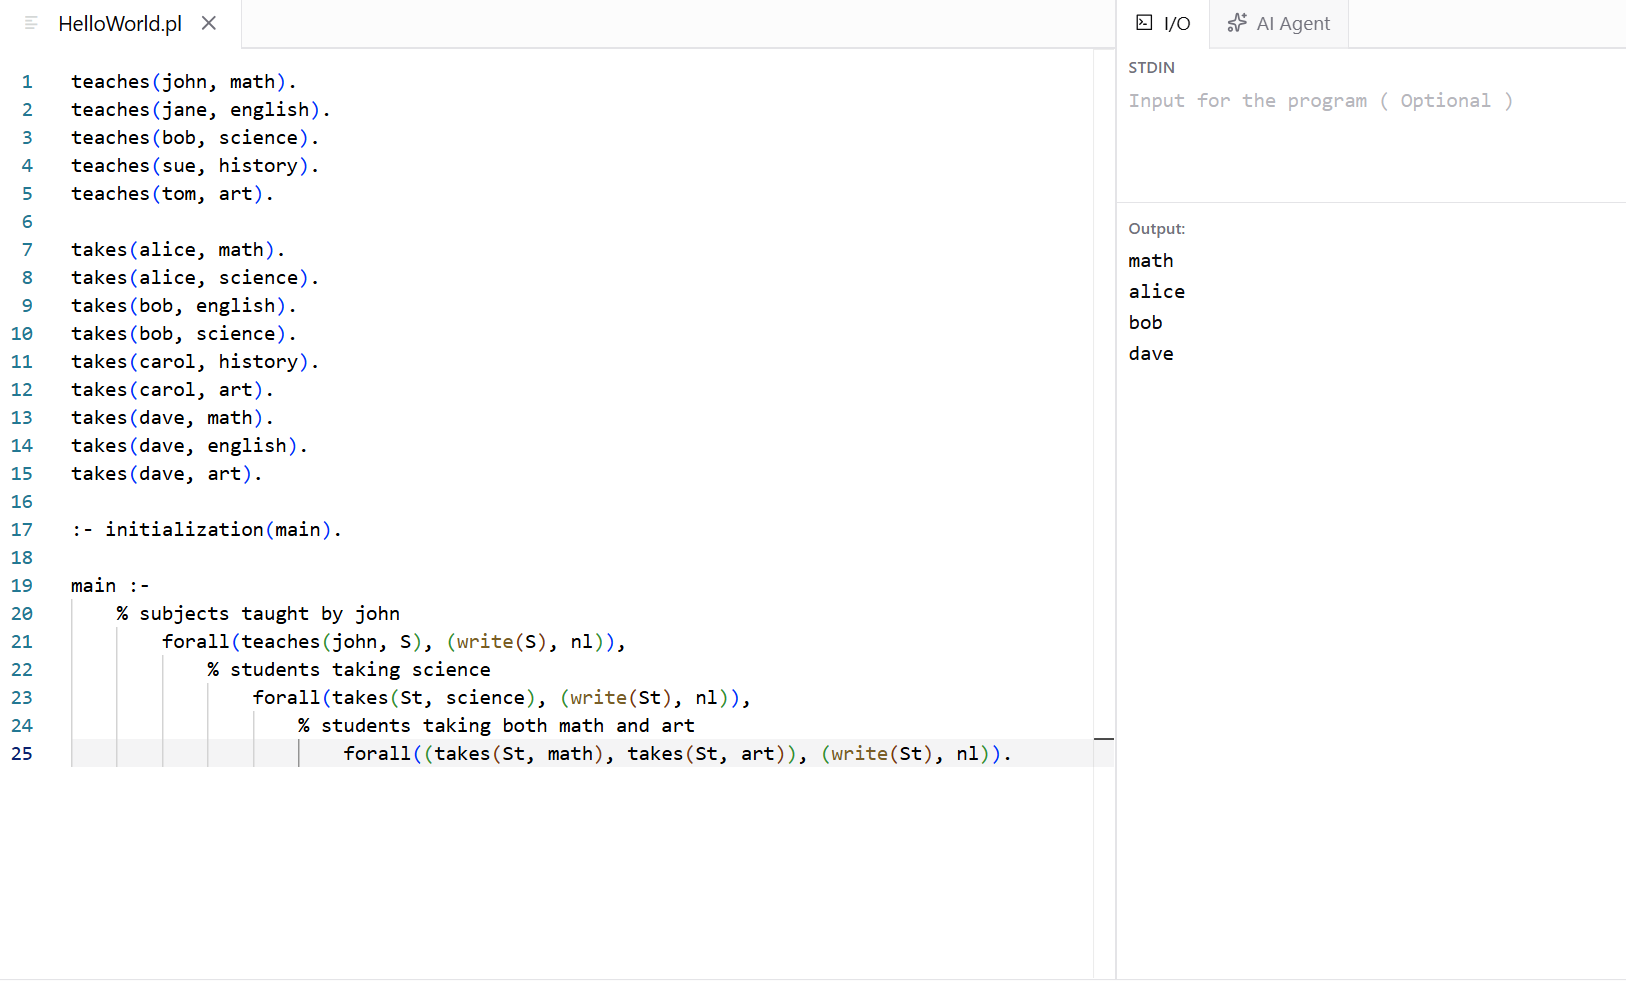 HelloWorld.pl
I/O
AI Agent
1 teaches(john, math).
2 teaches(jane, english).
3 teaches(bob, science).
4 teaches(sue, history).
5 teaches(tom, art).
6
7 takes(alice, math).
8 takes(alice, science).
9 takes(bob, english).
10 takes(bob, science).
11 takes(carol, history).
12 takes(carol, art).
13 takes(dave, math).
14 takes(dave, english).
15 takes(dave, art).
16
17 :- initialization(main).
18
19 main :-
20 % subjects taught by john
21 forall(teaches(john, S), (write(S), nl)),
22 % students taking science
23 forall(takes(St, science), (write(St), nl)),
24 % students taking both math and art
25 forall((takes(St, math), takes(St, art)), (write(St), nl)).
STDIN
Input for the program ( Optional )
Output:
math
alice
bob
dave